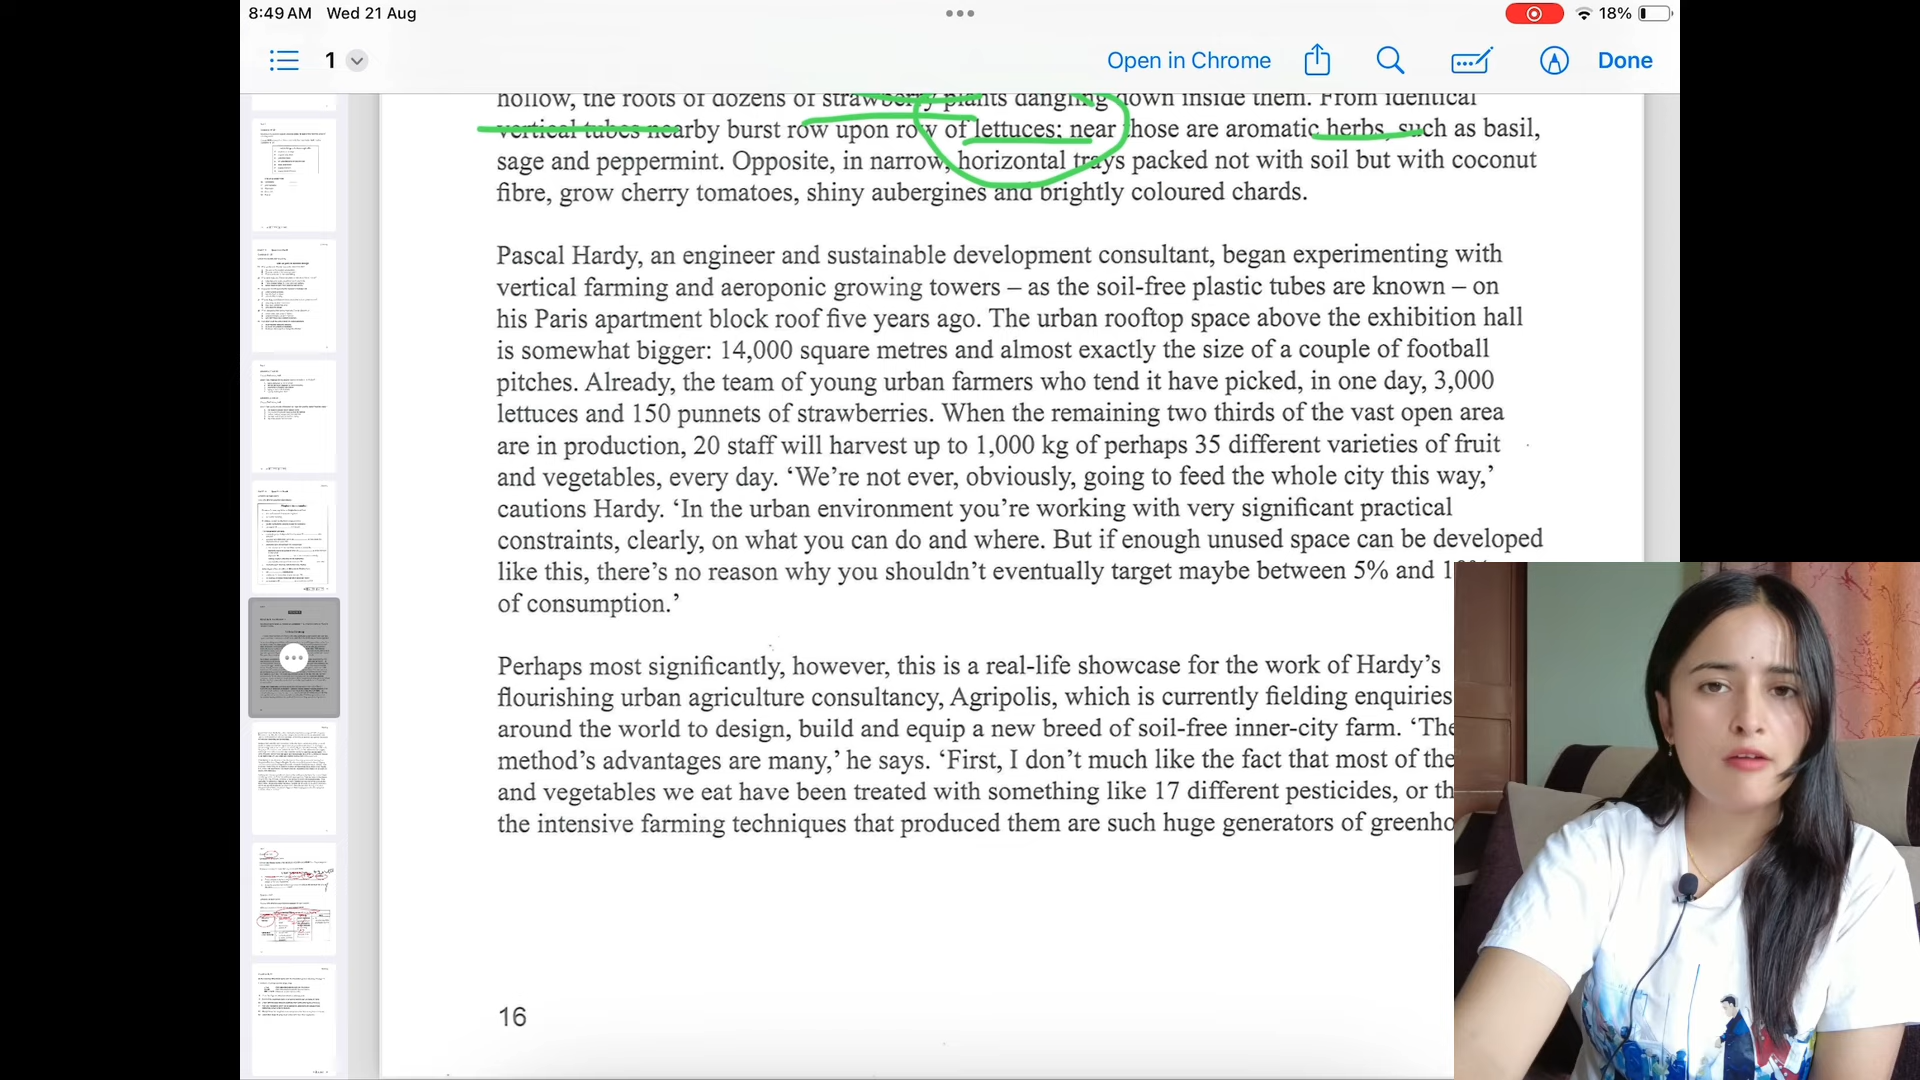 8:49 AM Wed 21 Aug
18%
1
Open in Chrome
Done
hollow, the roots of dozens of strawberry plants dangling down inside them. From identical
vertical tubes nearby burst row upon row of lettuces; near those are aromatic herbs, such as basil,
sage and peppermint. Opposite, in narrow, horizontal trays packed not with soil but with coconut
fibre, grow cherry tomatoes, shiny aubergines and brightly coloured chards.
Pascal Hardy, an engineer and sustainable development consultant, began experimenting with
vertical farming and aeroponic growing towers – as the soil-free plastic tubes are known – on
his Paris apartment block roof five years ago. The urban rooftop space above the exhibition hall
is somewhat bigger: 14,000 square metres and almost exactly the size of a couple of football
pitches. Already, the team of young urban farmers who tend it have picked, in one day, 3,000
lettuces and 150 punnets of strawberries. When the remaining two thirds of the vast open area
are in production, 20 staff will harvest up to 1,000 kg of perhaps 35 different varieties of fruit
and vegetables, every day. ‘We’re not ever, obviously, going to feed the whole city this way,’
cautions Hardy. ‘In the urban environment you’re working with very significant practical
constraints, clearly, on what you can do and where. But if enough unused space can be developed
like this, there’s no reason why you shouldn’t eventually target maybe between 5% and
of consumption.’
Perhaps most significantly, however, this is a real-life showcase for the work of Hardy’s
flourishing urban agriculture consultancy, Agripolis, which is currently fielding enquiries
around the world to design, build and equip a new breed of soil-free inner-city farm. ‘The
method’s advantages are many,’ he says. ‘First, I don’t much like the fact that most of the
and vegetables we eat have been treated with something like 17 different pesticides, or
the intensive farming techniques that produced them are such huge generators of
16